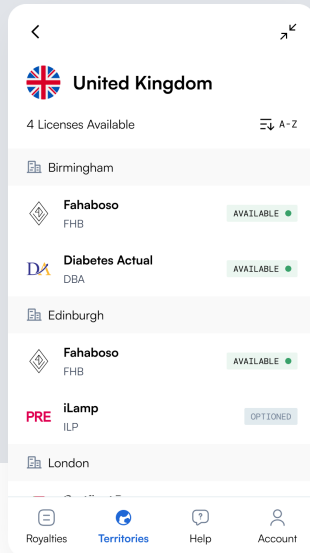 United Kingdom
4 Licenses Available A-Z
Birmingham
Fahaboso
FHB
AVAILABLE
DA
Diabetes Actual
DBA
AVAILABLE
Edinburgh
Fahaboso
FHB
AVAILABLE
PRE
iLamp
ILP
OPTIONED
London
Royalties Territories Help Account